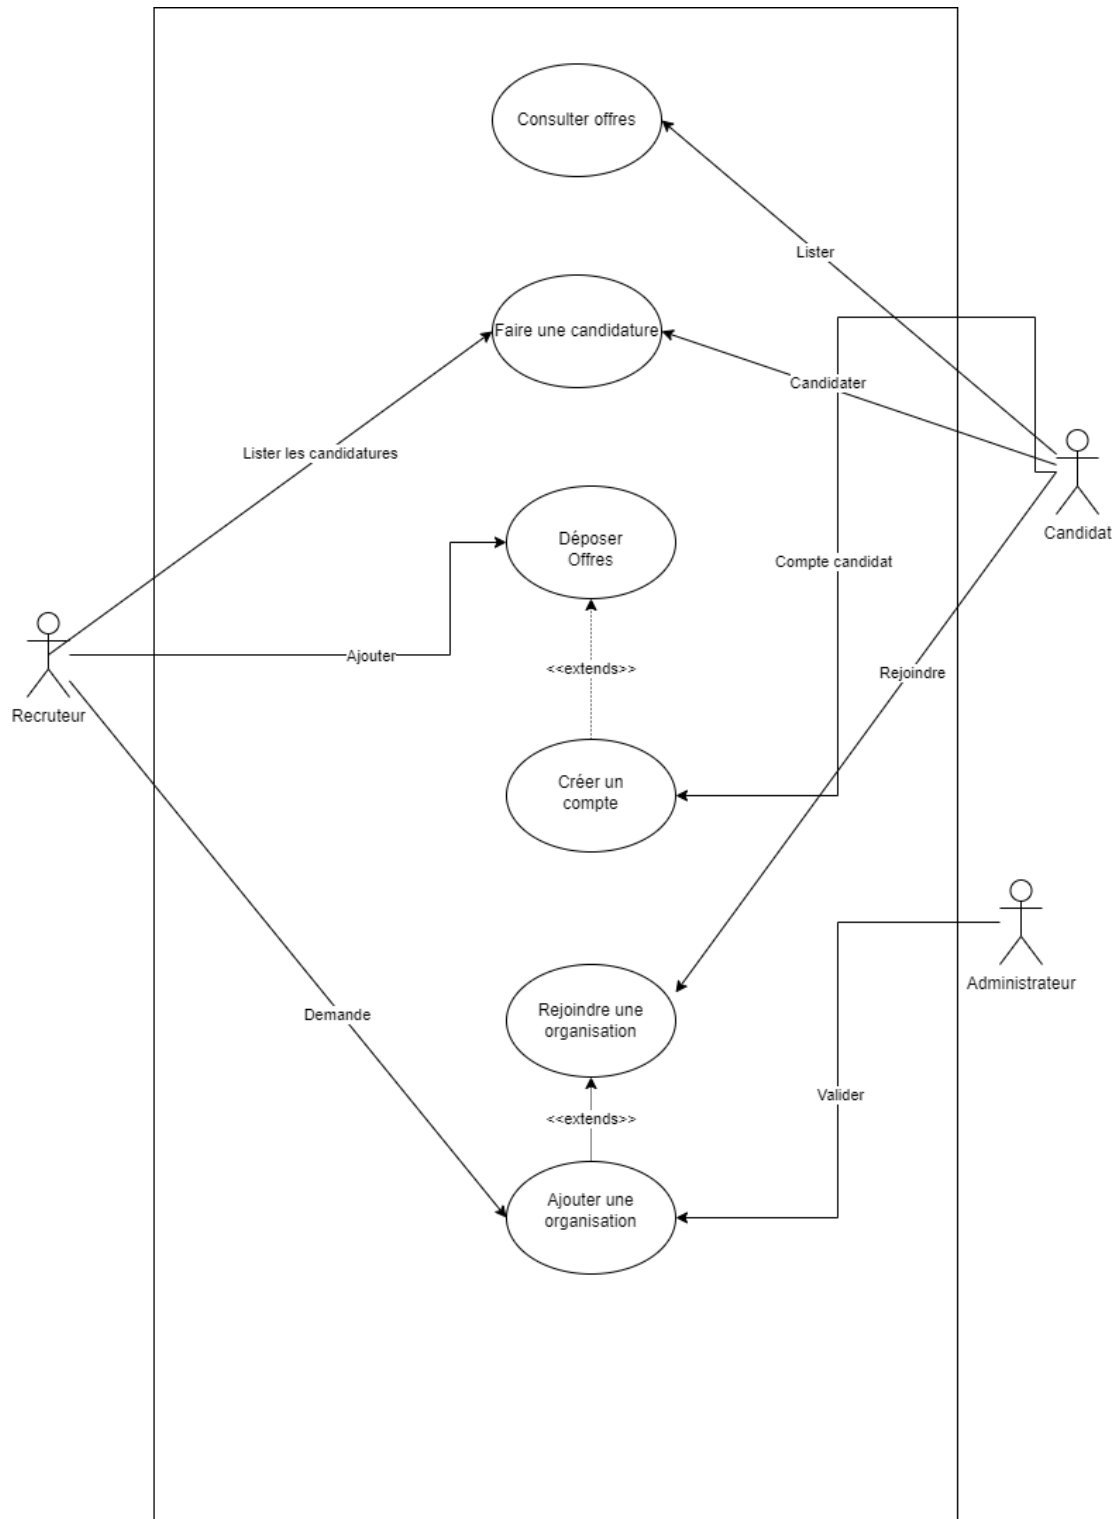 Consulter offres
Lister
Faire une candidature
Candidater
Lister les candidatures
Candidat
Déposer
Offres
Compte candidat
Ajouter
<<extends>>
Rejoindre
Recruteur
Créer un
compte
Administrateur
Rejoindre une
organisation
Demande
Valider
<<extends>>
Ajouter une
organisation